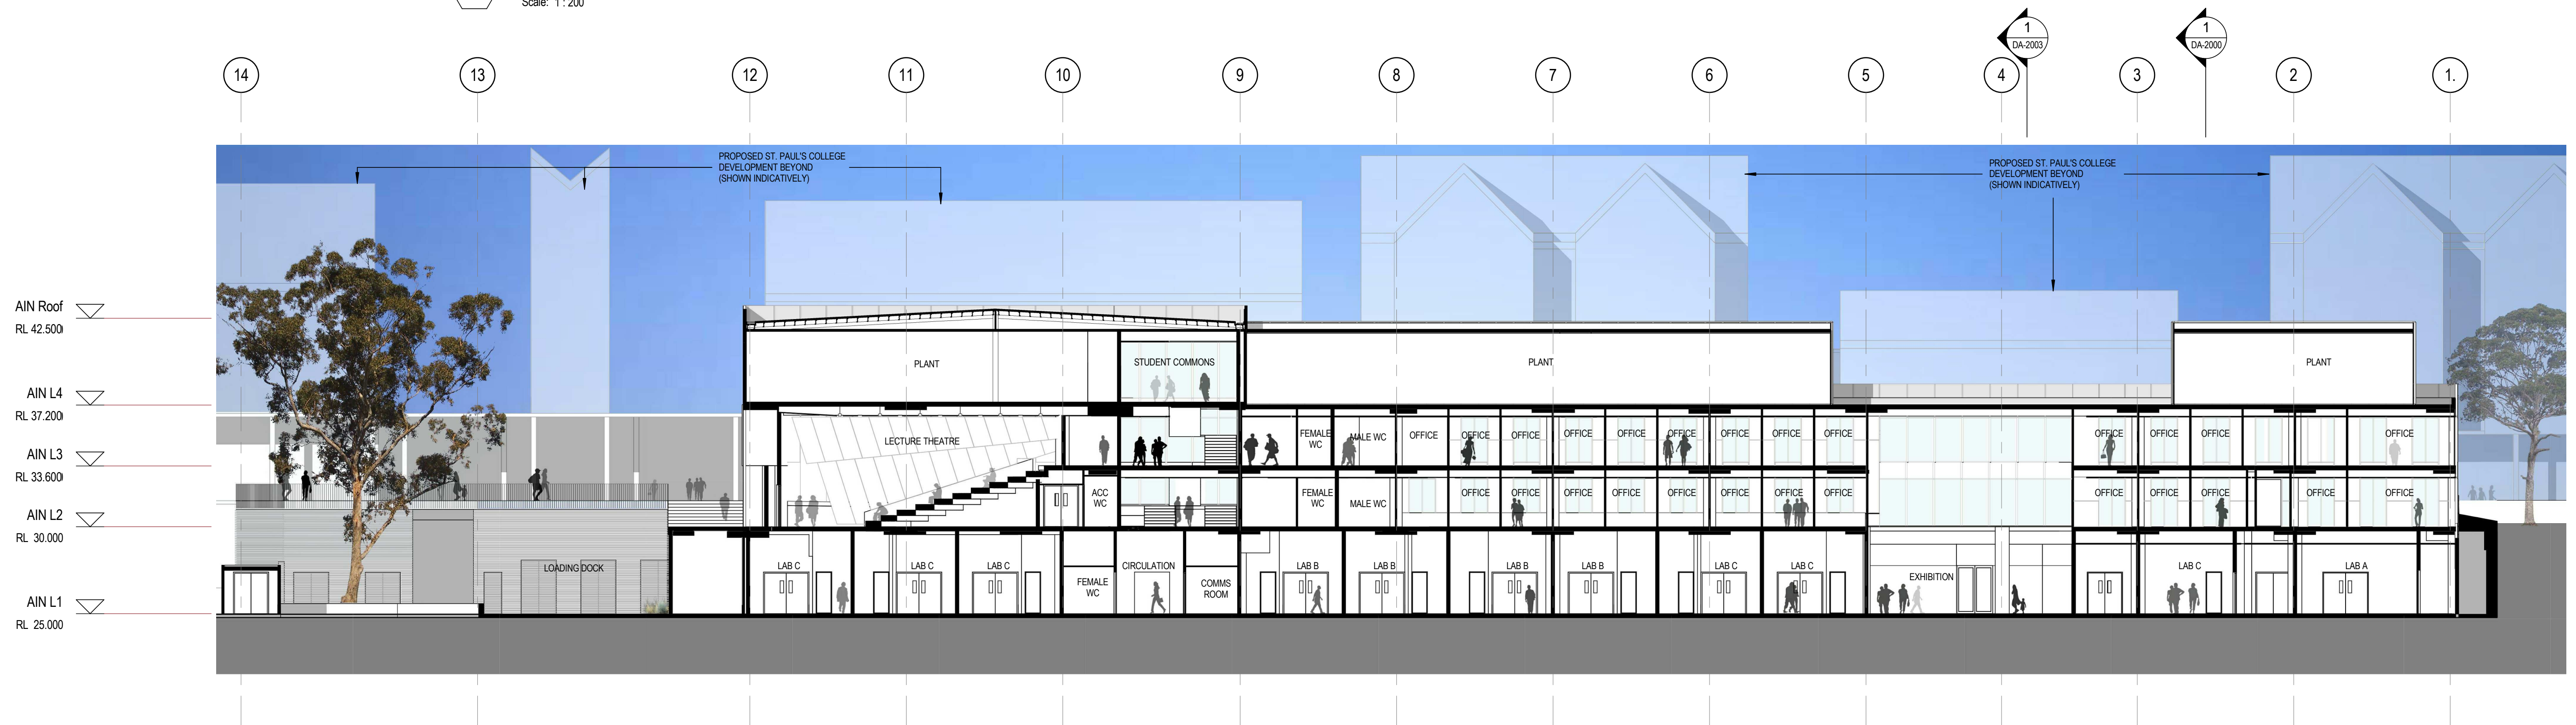 Scale: 1 : 200
1
DA-2003
1
DA-2000
14
13
12
11
10
9
8
7
6
5
4
3
2
1.
PROPOSED ST. PAUL'S COLLEGE
DEVELOPMENT BEYOND
(SHOWN INDICATIVELY)
PROPOSED ST. PAUL'S COLLEGE
DEVELOPMENT BEYOND
(SHOWN INDICATIVELY)
AIN Roof
RL 42.500
PLANT
STUDENT COMMONS
PLANT
PLANT
AIN L4
RL 37.200
LECTURE THEATRE
FEMALE
WC
MALE WC
OFFICE
OFFICE
OFFICE
OFFICE
OFFICE
OFFICE
OFFICE
OFFICE
OFFICE
OFFICE
OFFICE
OFFICE
OFFICE
AIN L3
RL 33.600
ACC
WC
FEMALE
WC
MALE WC
OFFICE
OFFICE
OFFICE
OFFICE
OFFICE
OFFICE
OFFICE
OFFICE
OFFICE
OFFICE
OFFICE
OFFICE
OFFICE
AIN L2
RL 30.000
LOADING DOCK
LAB C
LAB C
LAB C
FEMALE
WC
CIRCULATION
COMMS
ROOM
LAB B
LAB B
LAB B
LAB B
LAB C
LAB C
EXHIBITION
LAB C
LAB A
AIN L1
RL 25.000